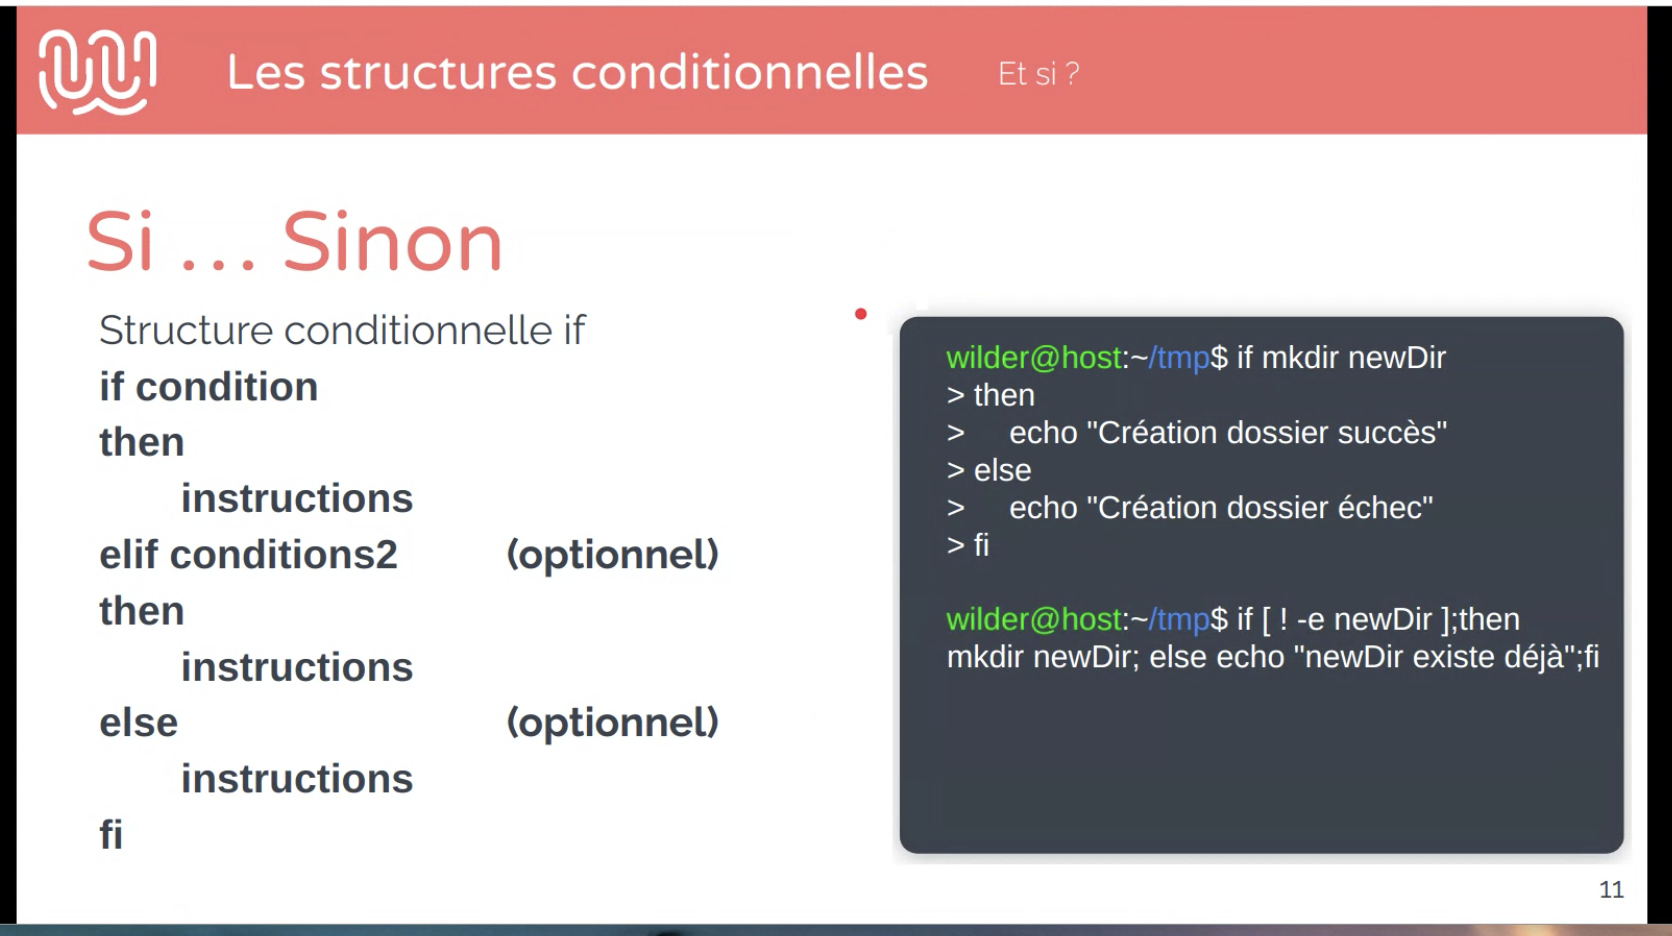 Les structures conditionnelles
Et si ?
Si ... Sinon
Structure conditionnelle if
if condition
then
instructions
elif conditions2 (optionnel)
then
instructions
else (optionnel)
instructions
fi
wilder@host:~/tmp$ if mkdir newDir
> then
> echo "Création dossier succès"
> else
> echo "Création dossier échec"
> fi
wilder@host:~/tmp$ if [ ! -e newDir ];then
mkdir newDir; else echo "newDir existe déjà";fi
11